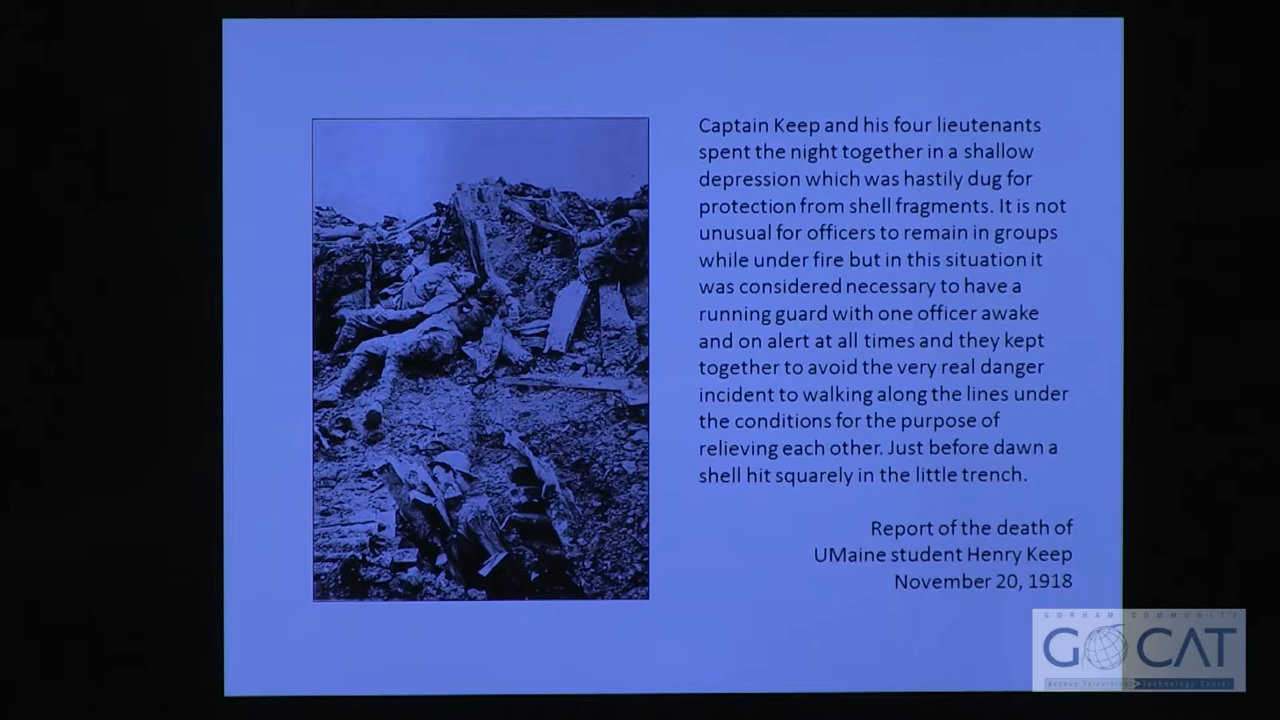 Captain Keep and his four lieutenants
spent the night together in a shallow
depression which was hastily dug for
protection from shell fragments. It is not
unusual for officers to remain in groups
while under fire but in this situation it
was considered necessary to have a
running guard with one officer awake
and on alert at all times and they kept
together to avoid the very real danger
incident to walking along the lines under
the conditions for the purpose of
relieving each other. Just before dawn a
shell hit squarely in the little trench.
Report of the death of
UMaine student Henry Keep
November 20, 1918
GORHAM COMMUNITY
GOCAT
Access Television Technology Center